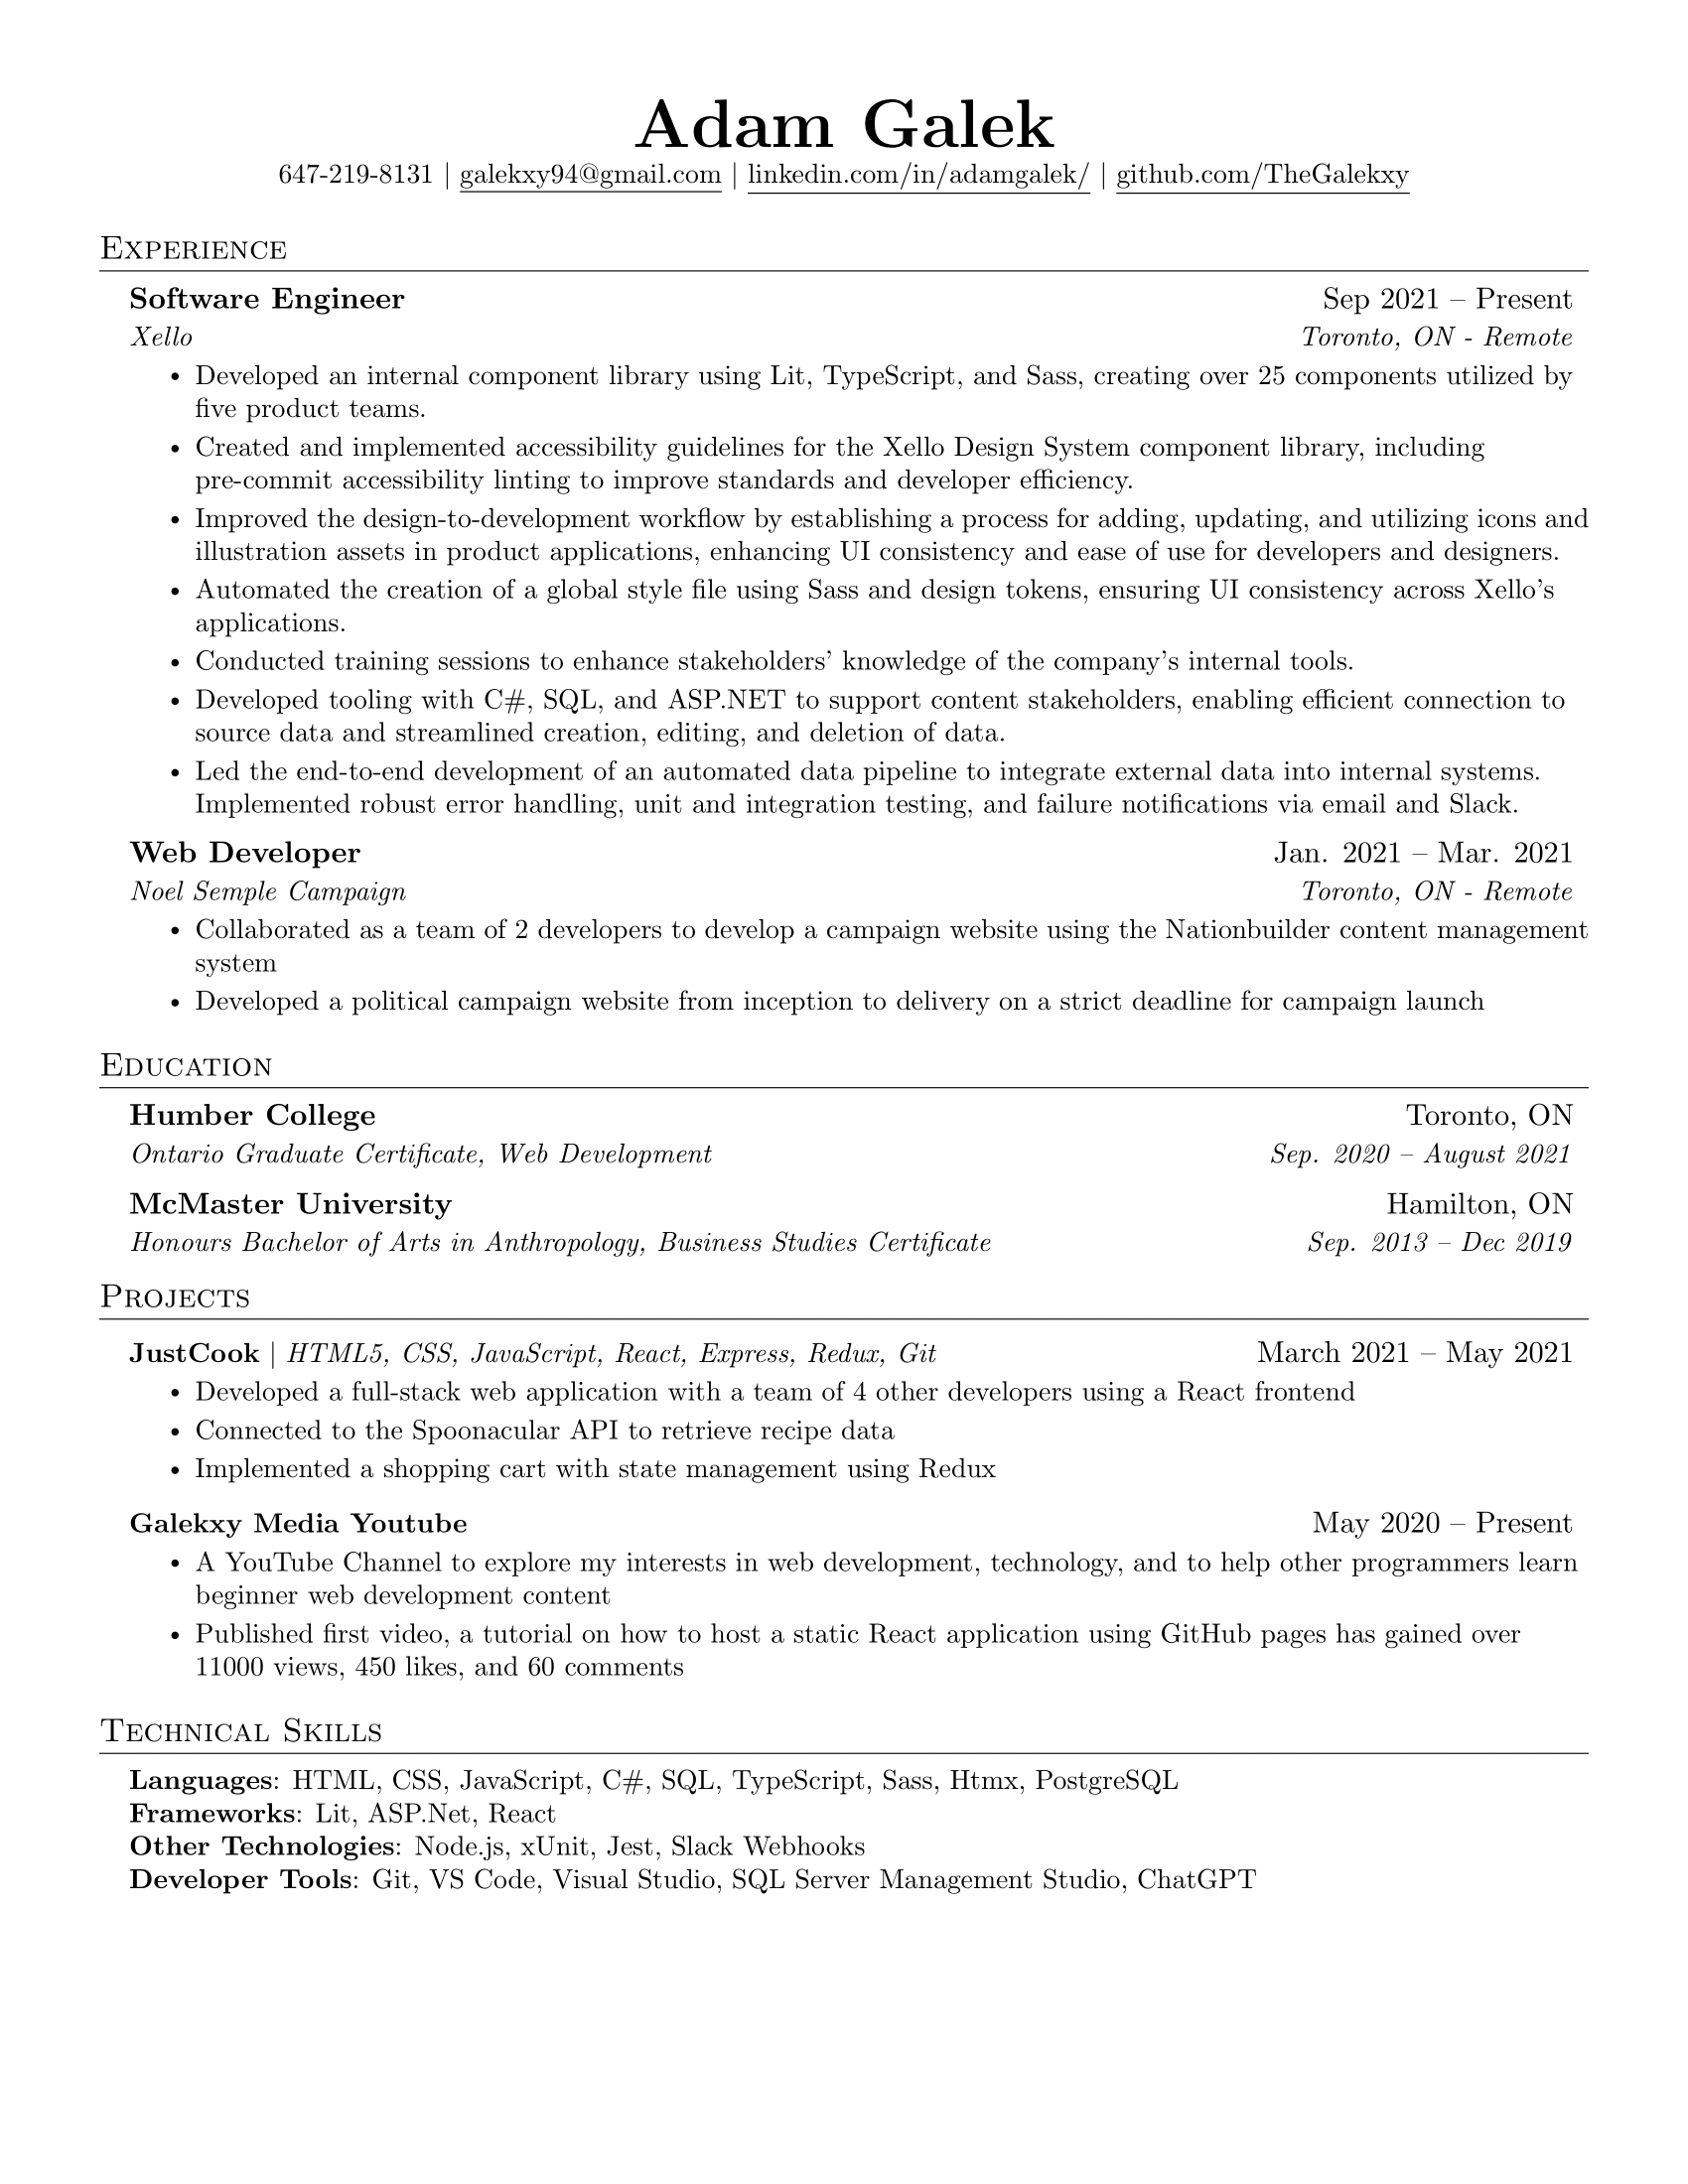 Adam Galek
647-219-8131 | galekxy94@gmail.com | linkedin.com/in/adamgalek/ | github.com/TheGalekxy
Experience
Software Engineer Sep 2021 – Present
Xello Toronto, ON - Remote
• Developed an internal component library using Lit, TypeScript, and Sass, creating over 25 components utilized by
five product teams.
• Created and implemented accessibility guidelines for the Xello Design System component library, including
pre-commit accessibility linting to improve standards and developer efficiency.
• Improved the design-to-development workflow by establishing a process for adding, updating, and utilizing icons and
illustration assets in product applications, enhancing UI consistency and ease of use for developers and designers.
• Automated the creation of a global style file using Sass and design tokens, ensuring UI consistency across Xello's
applications.
• Conducted training sessions to enhance stakeholders' knowledge of the company's internal tools.
• Developed tooling with C#, SQL, and ASP.NET to support content stakeholders, enabling efficient connection to
source data and streamlined creation, editing, and deletion of data.
• Led the end-to-end development of an automated data pipeline to integrate external data into internal systems.
Implemented robust error handling, unit and integration testing, and failure notifications via email and Slack.
Web Developer Jan. 2021 – Mar. 2021
Noel Semple Campaign Toronto, ON - Remote
• Collaborated as a team of 2 developers to develop a campaign website using the Nationbuilder content management
system
• Developed a political campaign website from inception to delivery on a strict deadline for campaign launch
Education
Humber College Toronto, ON
Ontario Graduate Certificate, Web Development Sep. 2020 – August 2021
McMaster University Hamilton, ON
Honours Bachelor of Arts in Anthropology, Business Studies Certificate Sep. 2013 – Dec 2019
Projects
JustCook | HTML5, CSS, JavaScript, React, Express, Redux, Git March 2021 – May 2021
• Developed a full-stack web application with a team of 4 other developers using a React frontend
• Connected to the Spoonacular API to retrieve recipe data
• Implemented a shopping cart with state management using Redux
Galekxy Media Youtube May 2020 – Present
• A YouTube Channel to explore my interests in web development, technology, and to help other programmers learn
beginner web development content
• Published first video, a tutorial on how to host a static React application using GitHub pages has gained over
11000 views, 450 likes, and 60 comments
Technical Skills
Languages: HTML, CSS, JavaScript, C#, SQL, TypeScript, Sass, Htmx, PostgreSQL
Frameworks: Lit, ASP.Net, React
Other Technologies: Node.js, xUnit, Jest, Slack Webhooks
Developer Tools: Git, VS Code, Visual Studio, SQL Server Management Studio, ChatGPT